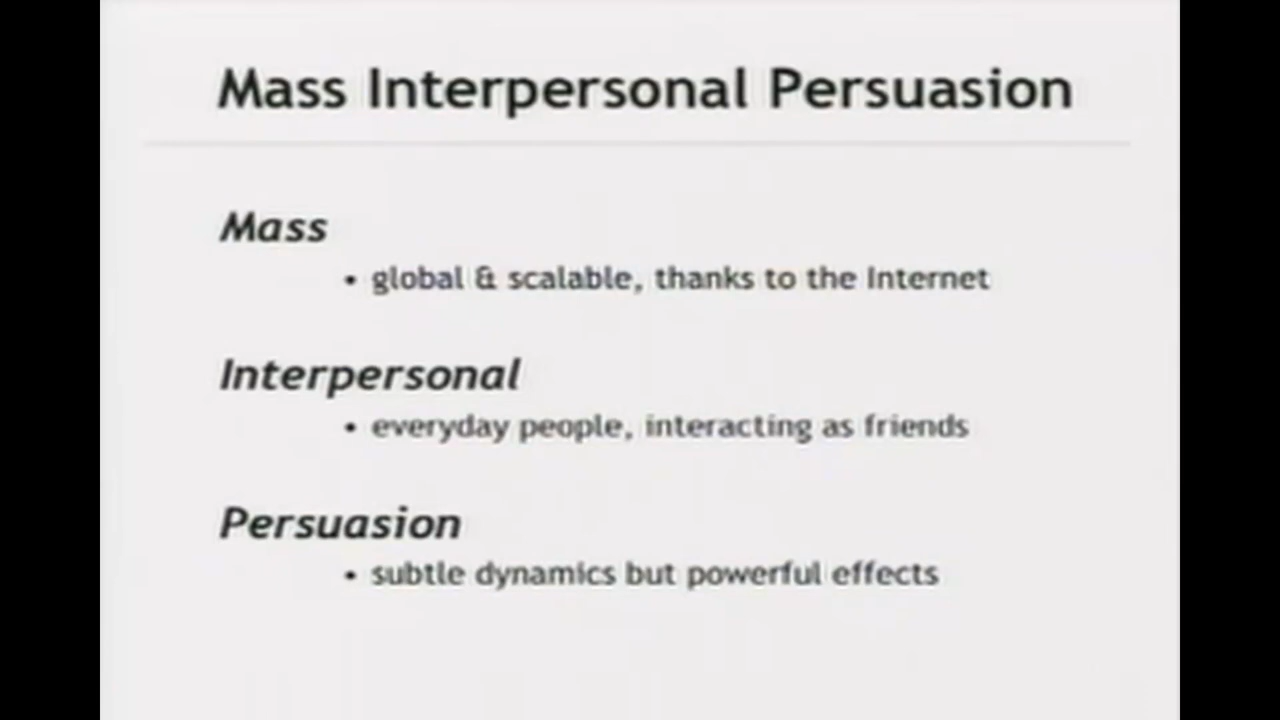 Mass Interpersonal Persuasion
Mass
• global & scalable, thanks to the Internet
Interpersonal
• everyday people, interacting as friends
Persuasion
• subtle dynamics but powerful effects